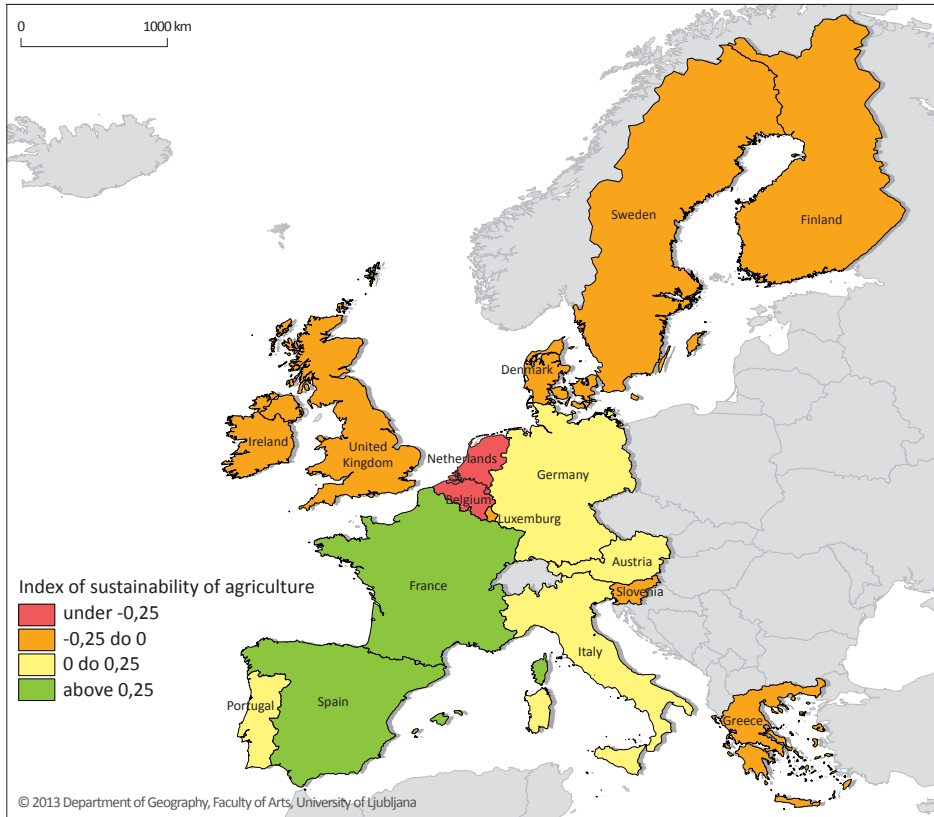 0 1000 km
Sweden
Finland
Denmark
Ireland
United
Kingdom
Netherlands
Belgium
Germany
Luxemburg
France
Austria
Slovenia
Italy
Portugal
Spain
Greece
Index of sustainability of agriculture
under -0,25
-0,25 do 0
0 do 0,25
above 0,25
© 2013 Department of Geography, Faculty of Arts, University of Ljubljana